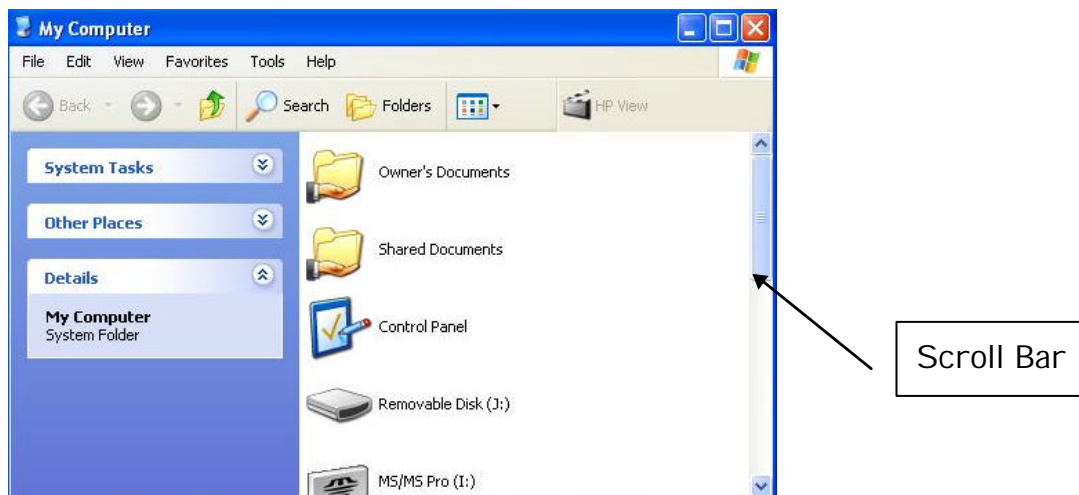 My Computer
File Edit View Favorites Tools Help
Back Search Folders HP View
System Tasks
Other Places
Details
My Computer
System Folder
Owner's Documents
Shared Documents
Control Panel
Removable Disk (J:)
MS/MS Pro (I:)
Scroll Bar